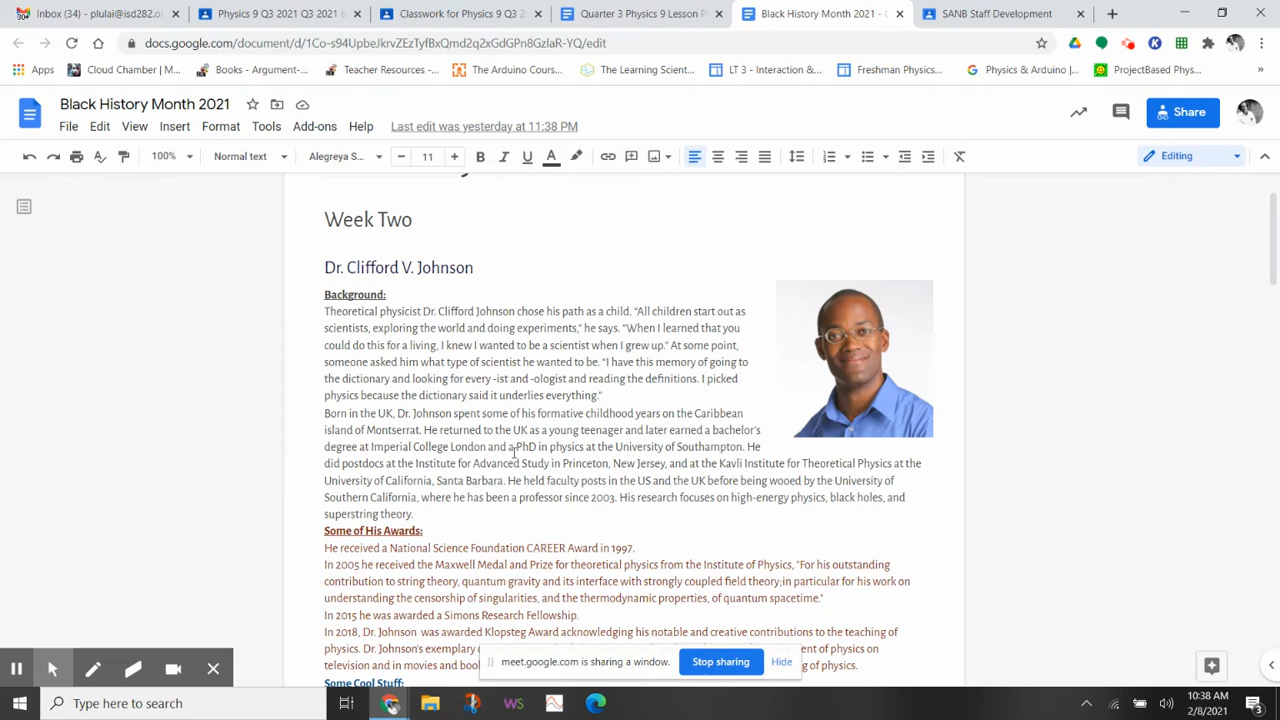 Inbox (34) - plulai@isd282.or
Physics 9 Q3 2021 Q3 2021 6
Classwork for Physics 9 Q3 2
Quarter 3 Physics 9 Lesson P
Black History Month 2021 - G
SANB Staff Development
docs.google.com/document/d/1Co-s94UpbeJkrvZEzTyfBxQmd2q2xGdGPn8GzlaR-YQ/edit
Apps
Cloud Chamber | M...
Books - Argument-...
Teacher Resources -...
The Arduino Cours...
The Learning Scient...
LT 3 - Interaction &...
Freshman Physics...
Physics & Arduino |...
ProjectBased Phys...
Black History Month 2021
File Edit View Insert Format Tools Add-ons Help Last edit was yesterday at 11:38 PM
Share
100% Normal text Alegreya S... 11 Editing
Week Two
Dr. Clifford V. Johnson
Background:
Theoretical physicist Dr. Clifford Johnson chose his path as a child. “All children start out as
scientists, exploring the world and doing experiments,” he says. “When I learned that you
could do this for a living, I knew I wanted to be a scientist when I grew up.” At some point,
someone asked him what type of scientist he wanted to be. “I have this memory of going to
the dictionary and looking for every -ist and -ologist and reading the definitions. I picked
physics because the dictionary said it underlies everything.”
Born in the UK, Dr. Johnson spent some of his formative childhood years on the Caribbean
island of Montserrat. He returned to the UK as a young teenager and later earned a bachelor's
degree at Imperial College London and a PhD in physics at the University of Southampton. He
did postdocs at the Institute for Advanced Study in Princeton, New Jersey, and at the Kavli Institute for Theoretical Physics at the
University of California, Santa Barbara. He held faculty posts in the US and the UK before being wooed by the University of
Southern California, where he has been a professor since 2003. His research focuses on high-energy physics, black holes, and
superstring theory.
Some of His Awards:
He received a National Science Foundation CAREER Award in 1997.
In 2005 he received the Maxwell Medal and Prize for theoretical physics from the Institute of Physics, "For his outstanding
contribution to string theory, quantum gravity and its interface with strongly coupled field theory;in particular for his work on
understanding the censorship of singularities, and the thermodynamic properties, of quantum spacetime."
In 2015 he was awarded a Simons Research Fellowship.
In 2018, Dr. Johnson was awarded Klopsteg Award acknowledging his notable and creative contributions to the teaching of
physics. Dr. Johnson's exemplary of physics on
television and in movies and boo of physics.
Some Cool Stuff:
meet.google.com is sharing a window. Stop sharing Hide
Type here to search
10:38 AM
2/8/2021
3